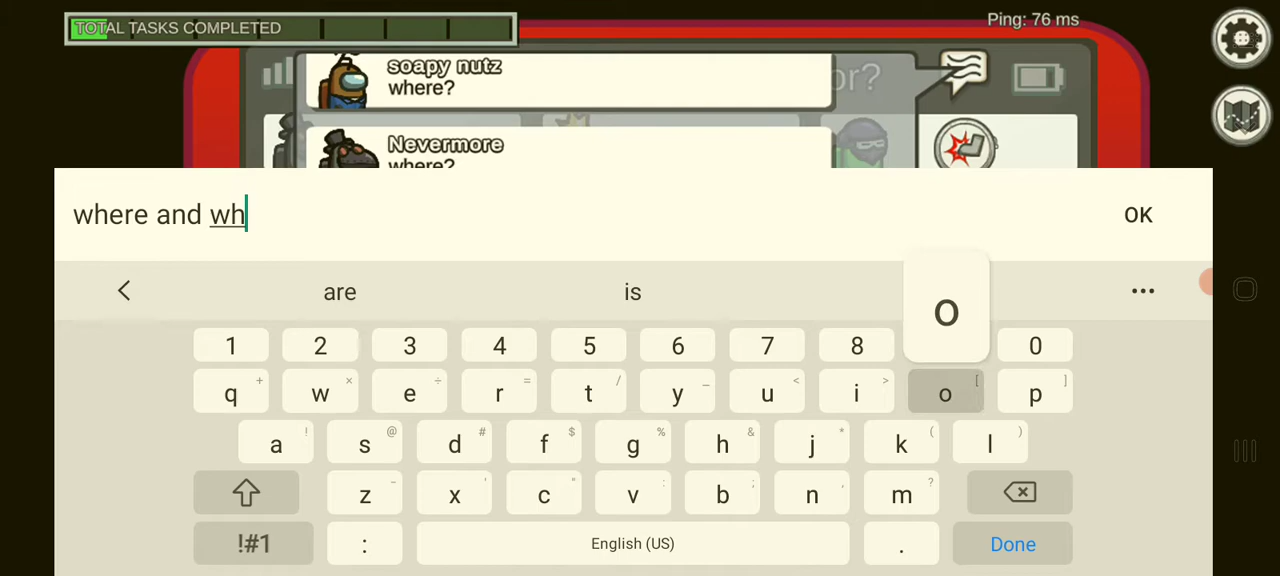 TOTAL TASKS COMPLETED
Ping: 76 ms
soapy nutz
where?
or?
Nevermore
where?
where and wh
OK
are is
o
1 2 3 4 5 6 7 8 0
q + w × e ÷ r = t / y _ u < i > o [ p ]
a ! s @ d # f $ g % h & j * k ( l )
z - x ' c " v : b ; n , m ?
!#1 : English (US) . Done